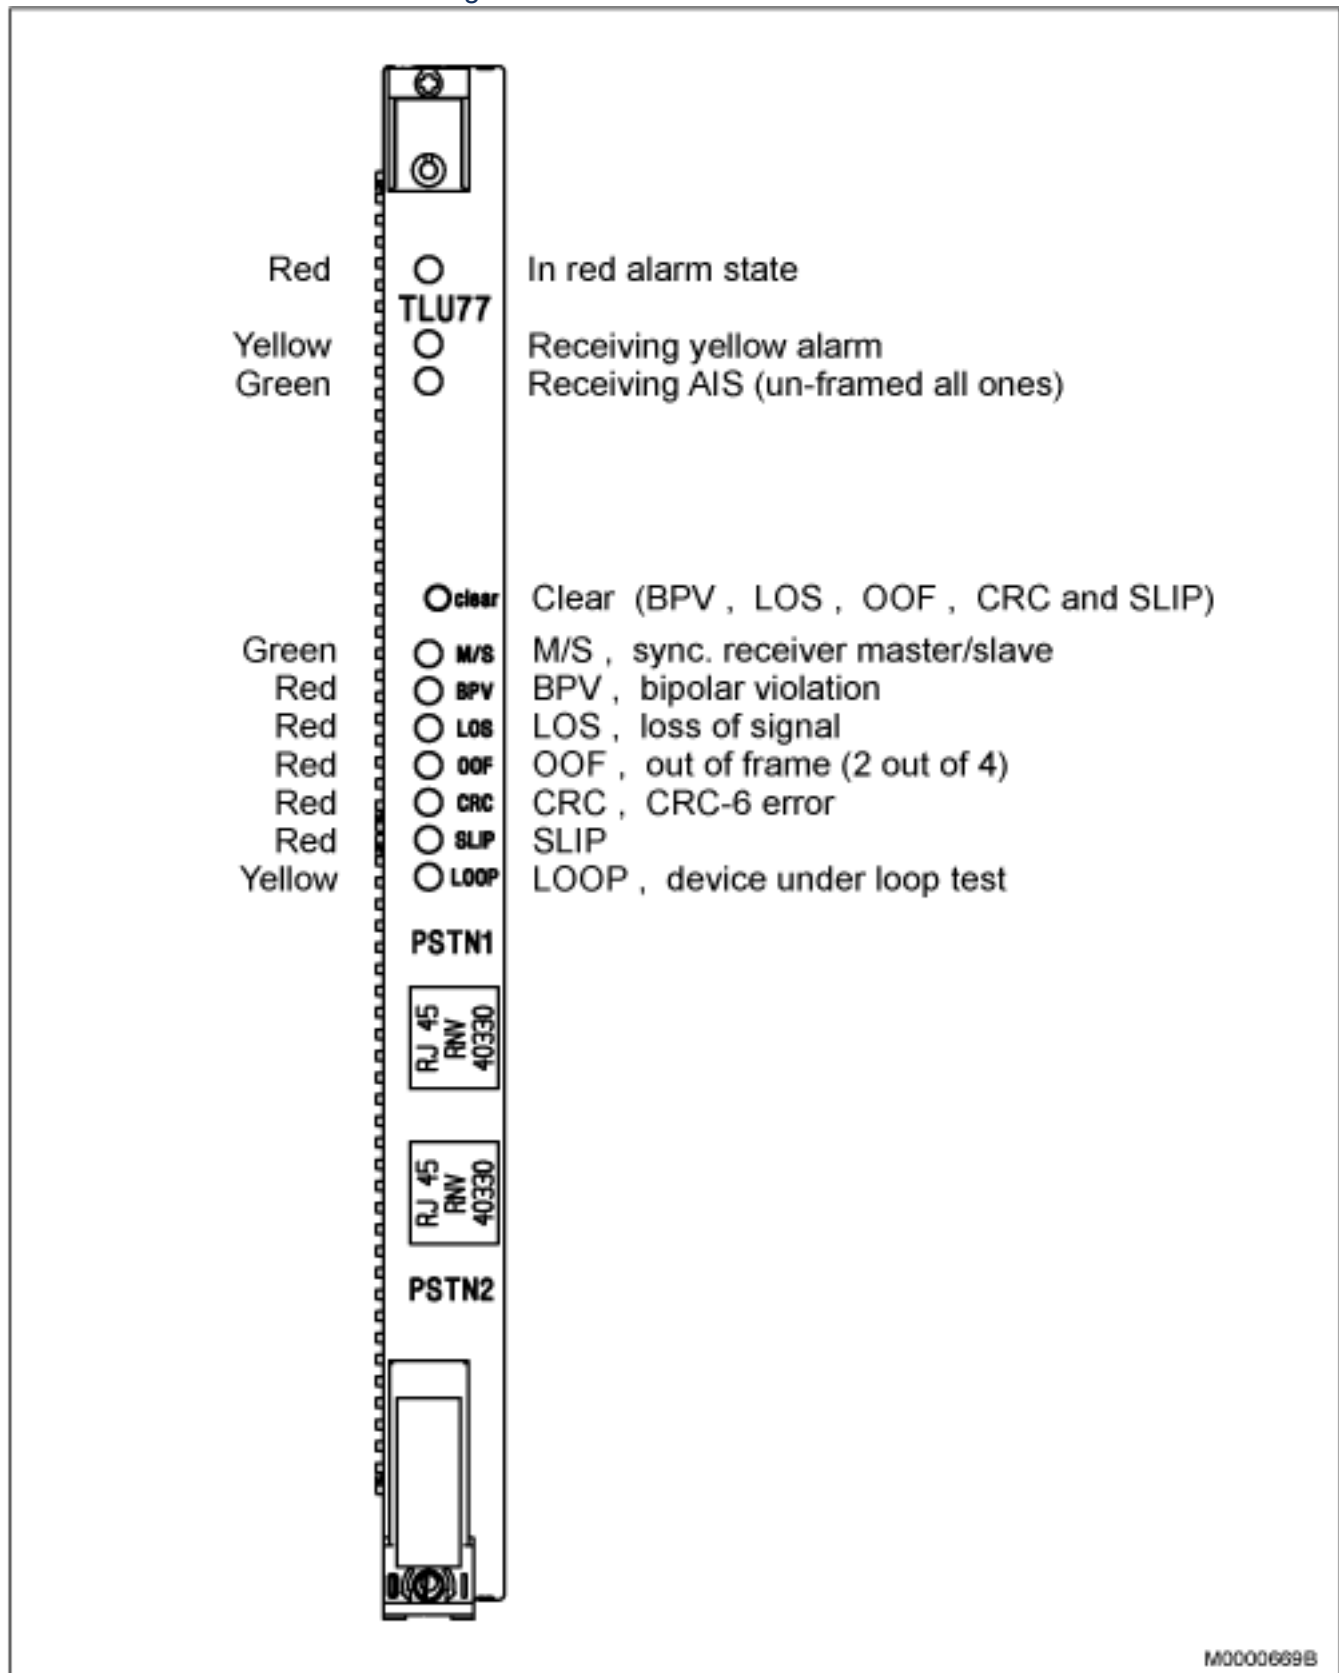 Red In red alarm state
TLU77
Yellow Receiving yellow alarm
Green Receiving AIS (un-framed all ones)
clear Clear (BPV , LOS , OOF , CRC and SLIP)
Green M/S M/S , sync. receiver master/slave
Red BPV BPV , bipolar violation
Red LOS LOS , loss of signal
Red OOF OOF , out of frame (2 out of 4)
Red CRC CRC , CRC-6 error
Red SLIP SLIP
Yellow LOOP LOOP , device under loop test
PSTN1
RJ 45
RNV
40330
RJ 45
RNV
40330
PSTN2
M0000669B